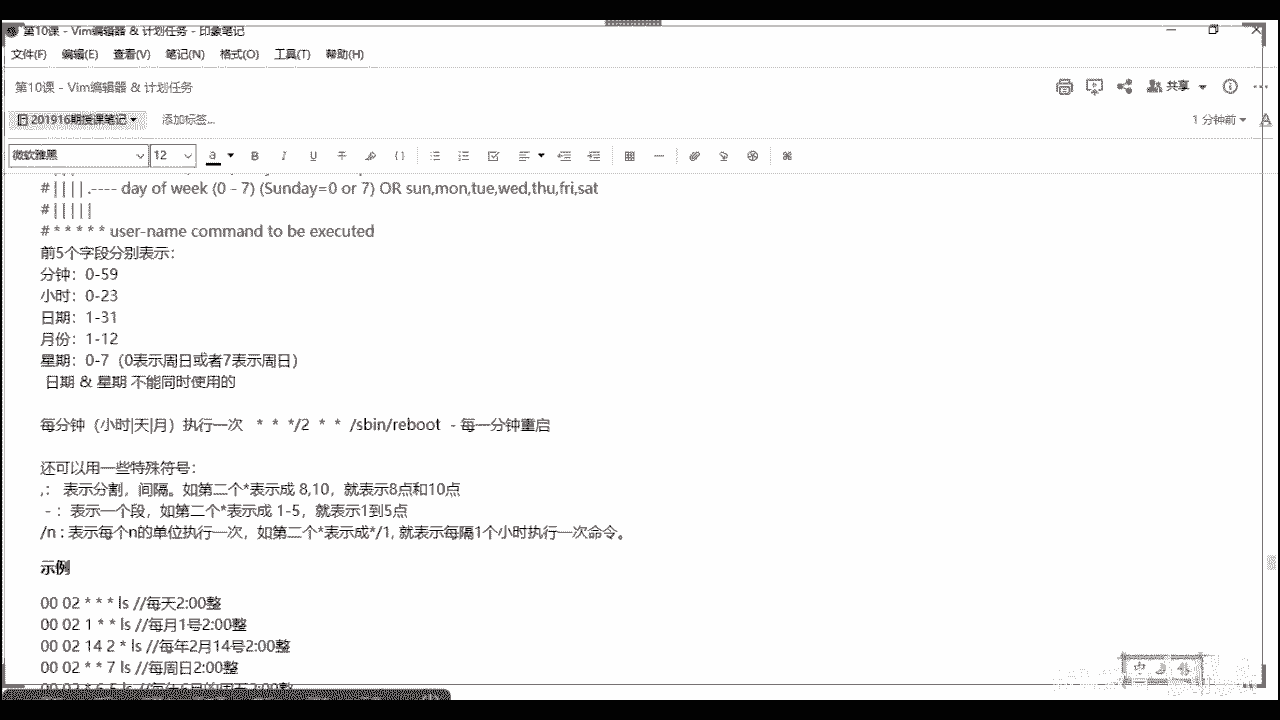 第10课 - Vim编辑器 & 计划任务 - 印象笔记
文件(F) 编辑(E) 查看(V) 笔记(N) 格式(O) 工具(T) 帮助(H)
第10课 - Vim编辑器 & 计划任务
共享
201916期授课笔记 添加标签...
1 分钟前
微软雅黑 12
# | | | | .---- day of week (0 - 7) (Sunday=0 or 7) OR sun,mon,tue,wed,thu,fri,sat
# | | | | |
# * * * * * user-name command to be executed
前5个字段分别表示:
分钟: 0-59
小时: 0-23
日期: 1-31
月份: 1-12
星期: 0-7（0表示周日或者7表示周日）
日期 & 星期 不能同时使用的
每分钟（小时|天|月）执行一次 * * */2 * * /sbin/reboot - 每一分钟重启
还可以用一些特殊符号:
,: 表示分割，间隔。如第二个*表示成 8,10，就表示8点和10点
- : 表示一个段，如第二个*表示成 1-5，就表示1到5点
/n : 表示每个n的单位执行一次，如第二个*表示成*/1, 就表示每隔1个小时执行一次命令。
示例
00 02 * * * ls //每天2:00整
00 02 1 * * ls //每月1号2:00整
00 02 14 2 * ls //每年2月14号2:00整
00 02 * * 7 ls //每周日2:00整
00 02 * 6 5 ls //每年6月的周五2:00整